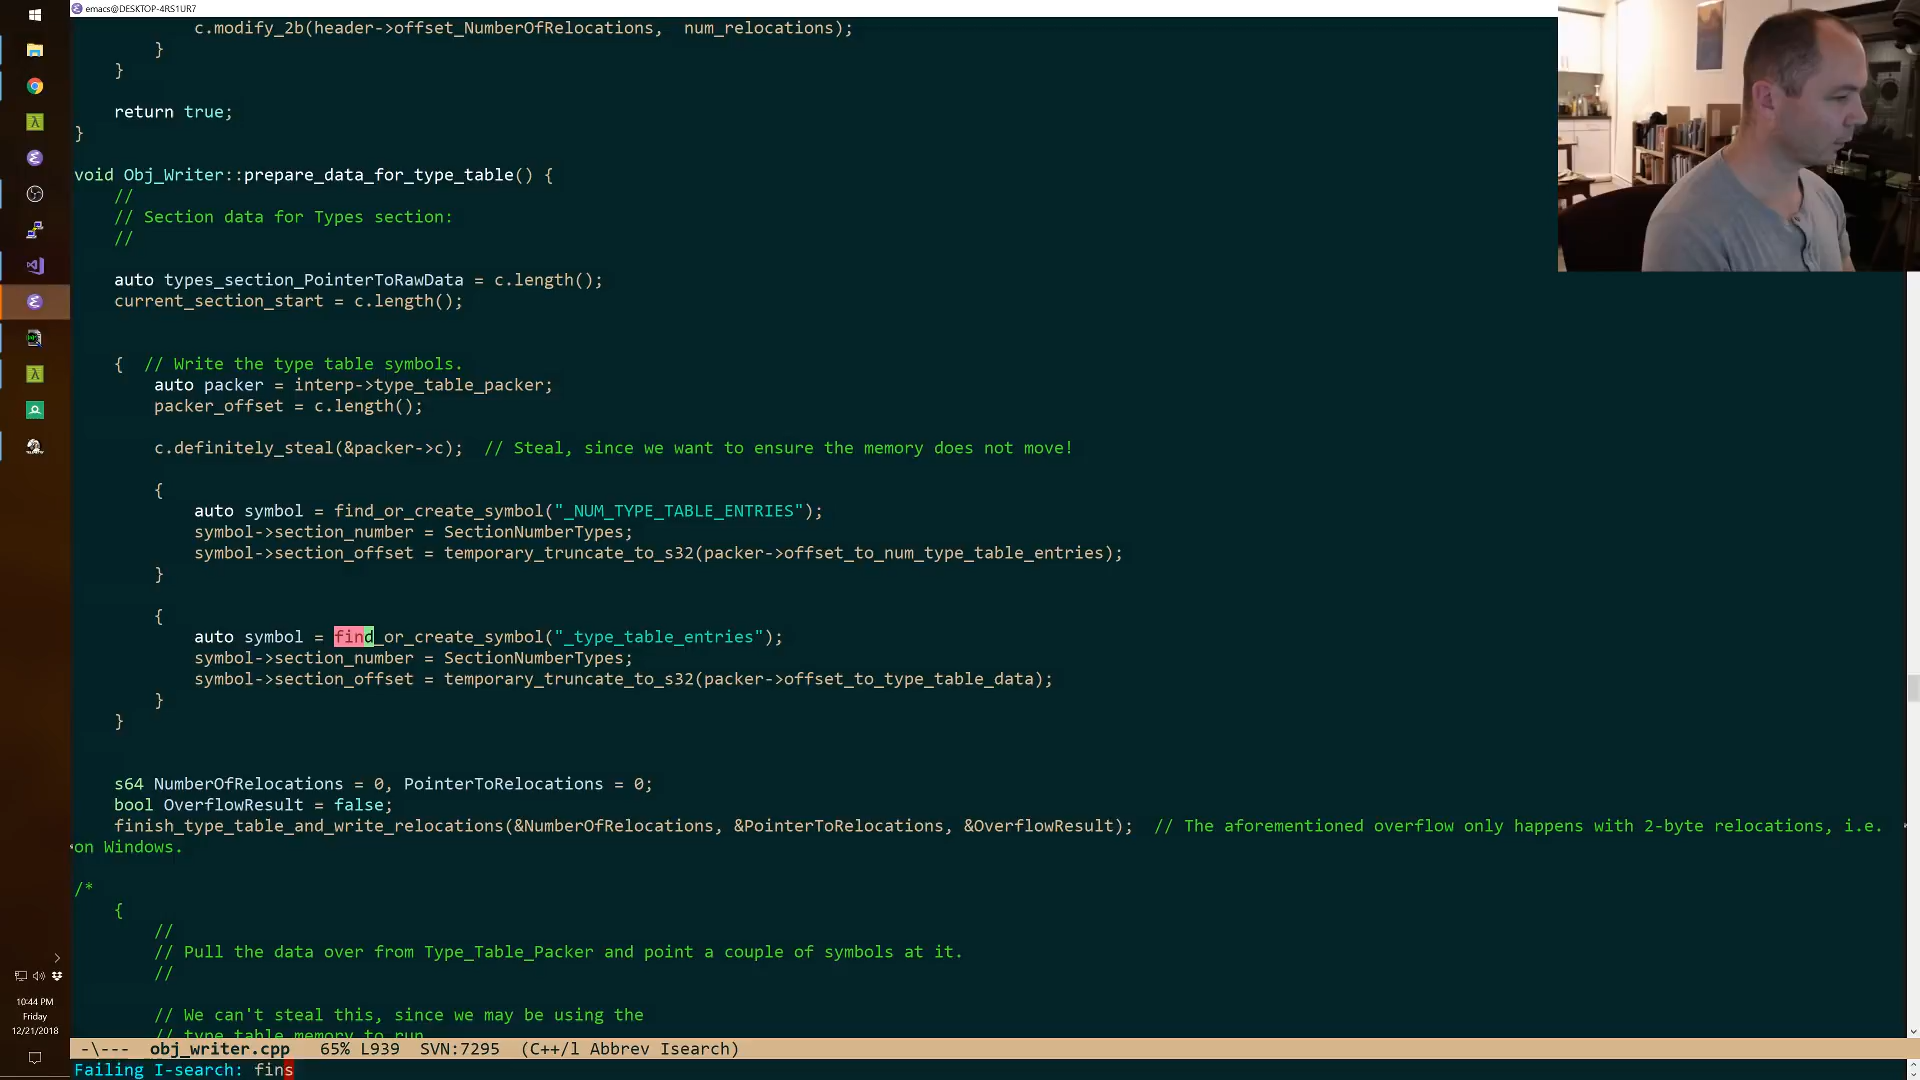 emacs@DESKTOP-4RS1UR7
c.modify_2b(header->offset_NumberOfRelocations,  num_relocations);
}
}
return true;
}
void Obj_Writer::prepare_data_for_type_table() {
//
// Section data for Types section:
//
auto types_section_PointerToRawData = c.length();
current_section_start = c.length();
{  // Write the type table symbols.
auto packer = interp->type_table_packer;
packer_offset = c.length();
c.definitely_steal(&packer->c);  // Steal, since we want to ensure the memory does not move!
{
auto symbol = find_or_create_symbol("_NUM_TYPE_TABLE_ENTRIES");
symbol->section_number = SectionNumberTypes;
symbol->section_offset = temporary_truncate_to_s32(packer->offset_to_num_type_table_entries);
}
{
auto symbol = find_or_create_symbol("_type_table_entries");
symbol->section_number = SectionNumberTypes;
symbol->section_offset = temporary_truncate_to_s32(packer->offset_to_type_table_data);
}
}
s64 NumberOfRelocations = 0, PointerToRelocations = 0;
bool OverflowResult = false;
finish_type_table_and_write_relocations(&NumberOfRelocations, &PointerToRelocations, &OverflowResult);  // The aforementioned overflow only happens with 2-byte relocations, i.e.
on Windows.
/*
{
//
// Pull the data over from Type_Table_Packer and point a couple of symbols at it.
//
// We can't steal this, since we may be using the
// type table memory to run
10:44 PM
Friday
12/21/2018
-\---  obj_writer.cpp   65% L939  SVN:7295  (C++/l Abbrev Isearch)
Failing I-search: fins